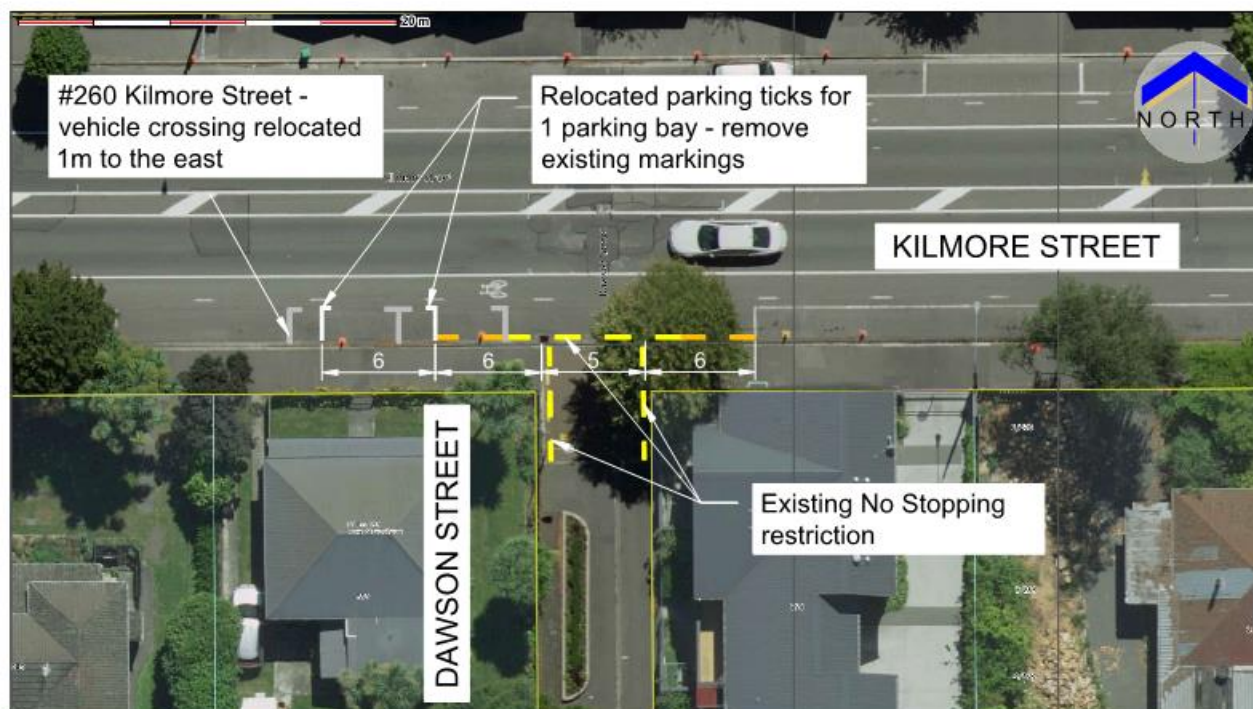 20 m
#260 Kilmore Street -
vehicle crossing relocated
1m to the east
Relocated parking ticks for
1 parking bay - remove
existing markings
NORTH
KILMORE STREET
6
6
5
6
DAWSON STREET
Existing No Stopping
restriction